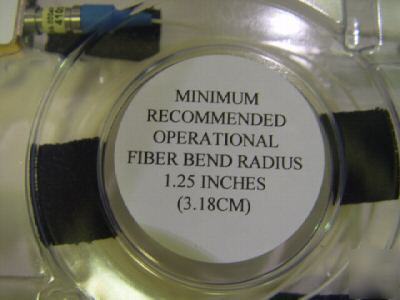 MINIMUM
RECOMMENDED
OPERATIONAL
FIBER BEND RADIUS
1.25 INCHES
(3.18CM)